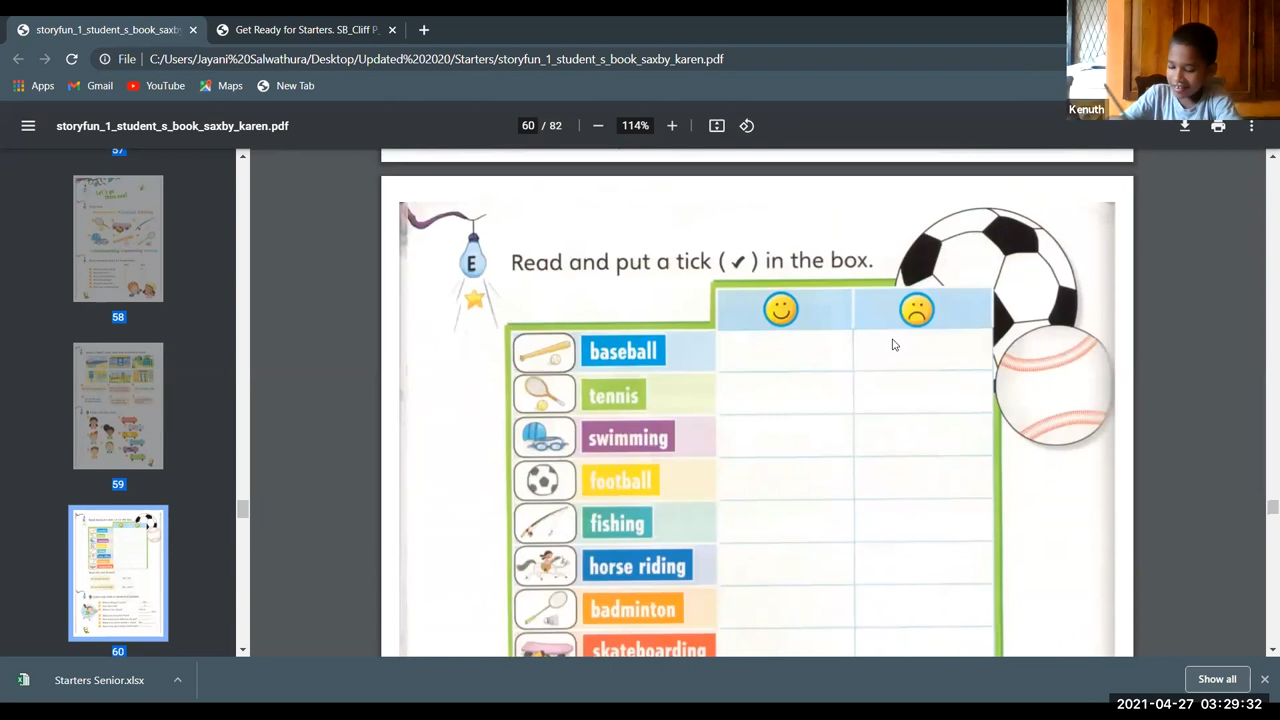 storyfun_1_student_s_book_saxby
Get Ready for Starters. SB_Cliff P
File
C:/Users/Jayani%20Salwathura/Desktop/Updated%202020/Starters/storyfun_1_student_s_book_saxby_karen.pdf
Apps
Gmail
YouTube
Maps
New Tab
Kenuth
storyfun_1_student_s_book_saxby_karen.pdf
60 / 82
114%
57
58
59
60
E
Read and put a tick (✓) in the box.
baseball
tennis
swimming
football
fishing
horse riding
badminton
skateboarding
Starters Senior.xlsx
Show all
2021-04-27 03:29:32